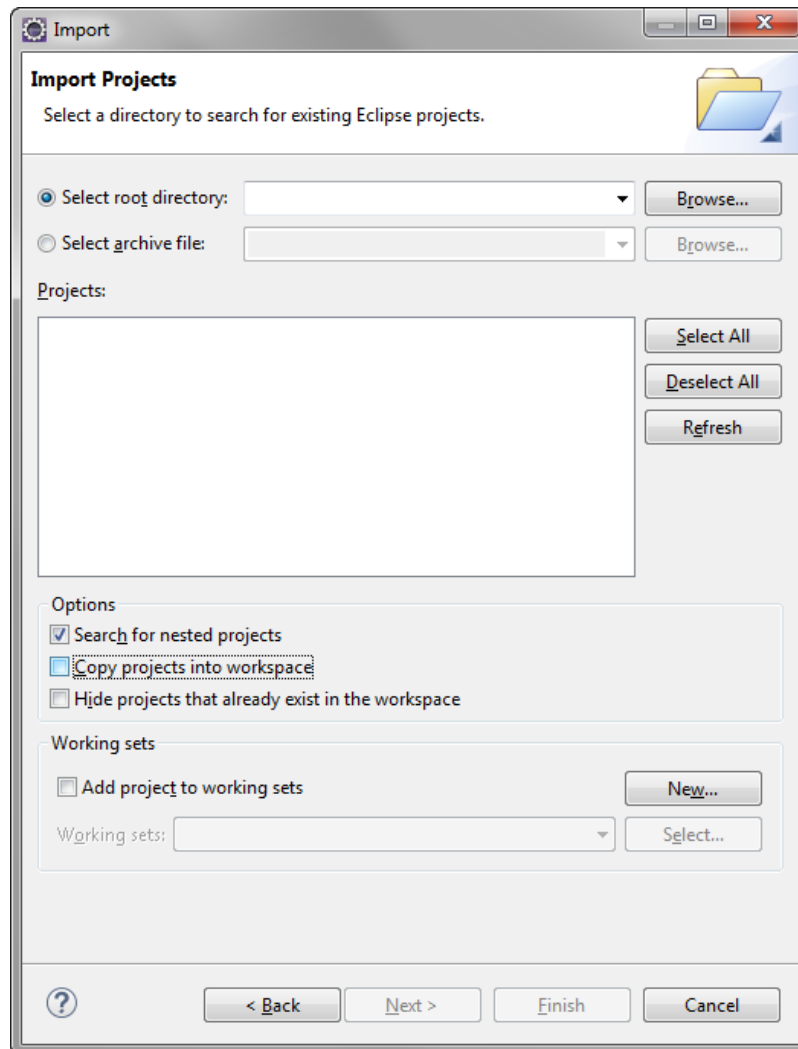 Import
Import Projects
Select a directory to search for existing Eclipse projects.
Select root directory: Browse...
Select archive file: Browse...
Projects:
Select All
Deselect All
Refresh
Options
Search for nested projects
Copy projects into workspace
Hide projects that already exist in the workspace
Working sets
Add project to working sets New...
Working sets: Select...
? < Back Next > Finish Cancel